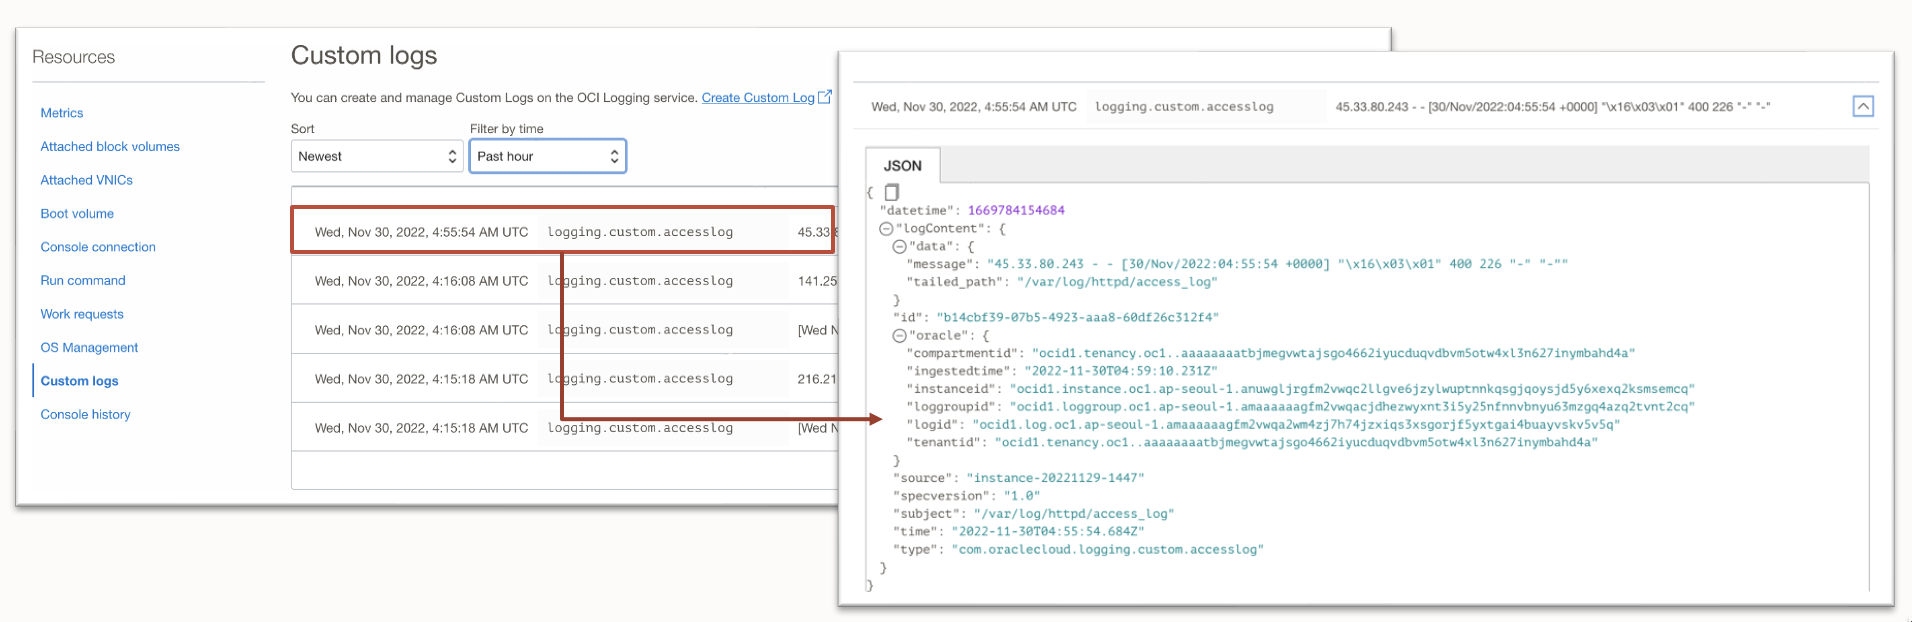 Resources
Metrics
Attached block volumes
Attached VNICs
Boot volume
Console connection
Run command
Work requests
OS Management
Custom logs
Console history
Custom logs
You can create and manage Custom Logs on the OCI Logging service. Create Custom Log
Sort
Filter by time
Newest
Past hour
Wed, Nov 30, 2022, 4:55:54 AM UTC logging.custom.accesslog 45.33.8
Wed, Nov 30, 2022, 4:16:08 AM UTC logging.custom.accesslog 141.25
Wed, Nov 30, 2022, 4:16:08 AM UTC logging.custom.accesslog [Wed N
Wed, Nov 30, 2022, 4:15:18 AM UTC logging.custom.accesslog 216.21
Wed, Nov 30, 2022, 4:15:18 AM UTC logging.custom.accesslog [Wed N
Wed, Nov 30, 2022, 4:55:54 AM UTC logging.custom.accesslog 45.33.80.243 - - [30/Nov/2022:04:55:54 +0000] "\x16\x03\x01" 400 226 "-" "-"
JSON
{
"datetime": 1669784154684
"logContent": {
"data": {
"message": "45.33.80.243 - - [30/Nov/2022:04:55:54 +0000] "\x16\x03\x01" 400 226 "-" "-""
"tailed_path": "/var/log/httpd/access_log"
}
"id": "b14cbf39-07b5-4923-aaa8-60df26c312f4"
"oracle": {
"compartmentid": "ocid1.tenancy.oc1..aaaaaaaatbjmegvwtajsgo4662iyucduqvdbvm5otw4xl3n627inymbahd4a"
"ingestedtime": "2022-11-30T04:59:10.231Z"
"instanceid": "ocid1.instance.oc1.ap-seoul-1.anuwgljrgfm2vwqc2llgve6jzylwuptnnkqsgjqoysjd5y6xexq2ksmsemcq"
"loggroupid": "ocid1.loggroup.oc1.ap-seoul-1.amaaaaaagfm2vwqacjdhezwyxnt3i5y25nfnnvbnyu63mzgq4azq2tvnt2cq"
"logid": "ocid1.log.oc1.ap-seoul-1.amaaaaaagfm2vwqa2wm4zj7h74jzxiqs3xsgorjf5yxtgai4buayvskv5v5q"
"tenantid": "ocid1.tenancy.oc1..aaaaaaaatbjmegvwtajsgo4662iyucduqvdbvm5otw4xl3n627inymbahd4a"
}
"source": "instance-20221129-1447"
"specversion": "1.0"
"subject": "/var/log/httpd/access_log"
"time": "2022-11-30T04:55:54.684Z"
"type": "com.oraclecloud.logging.custom.accesslog"
}
}